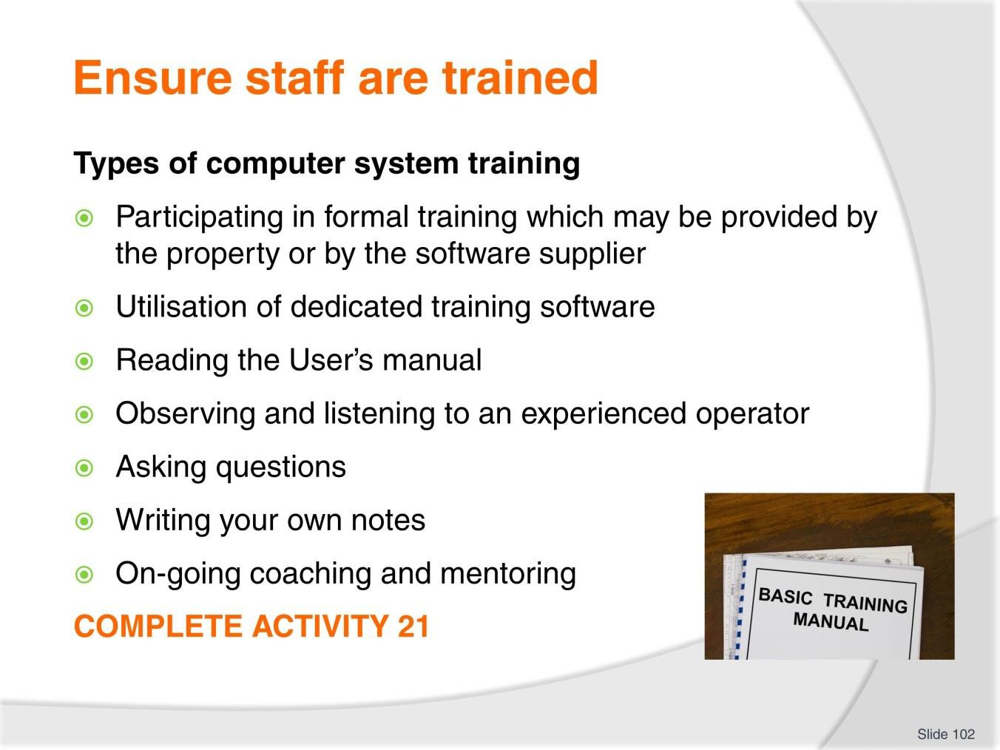 Ensure staff are trained
Types of computer system training
Participating in formal training which may be provided by
the property or by the software supplier
Utilisation of dedicated training software
Reading the User’s manual
Observing and listening to an experienced operator
Asking questions
Writing your own notes
On-going coaching and mentoring
COMPLETE ACTIVITY 21
BASIC TRAINING
MANUAL
Slide 102